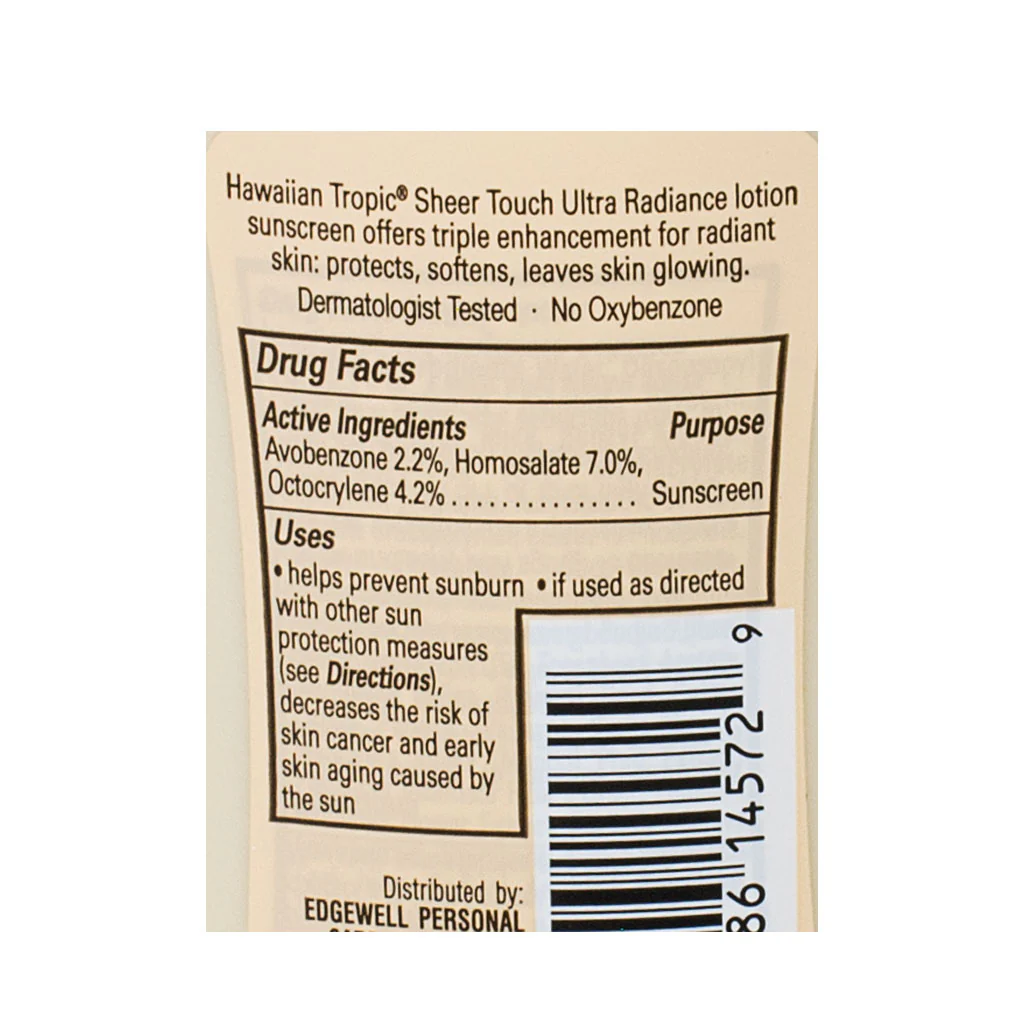 Hawaiian Tropic® Sheer Touch Ultra Radiance lotion
sunscreen offers triple enhancement for radiant
skin: protects, softens, leaves skin glowing.
Dermatologist Tested · No Oxybenzone
Drug Facts
Active Ingredients Purpose
Avobenzone 2.2%, Homosalate 7.0%,
Octocrylene 4.2% ............... Sunscreen
Uses
• helps prevent sunburn • if used as directed
with other sun
protection measures
(see Directions),
decreases the risk of
skin cancer and early
skin aging caused by
the sun
Distributed by:
EDGEWELL PERSONAL
86 14572 9